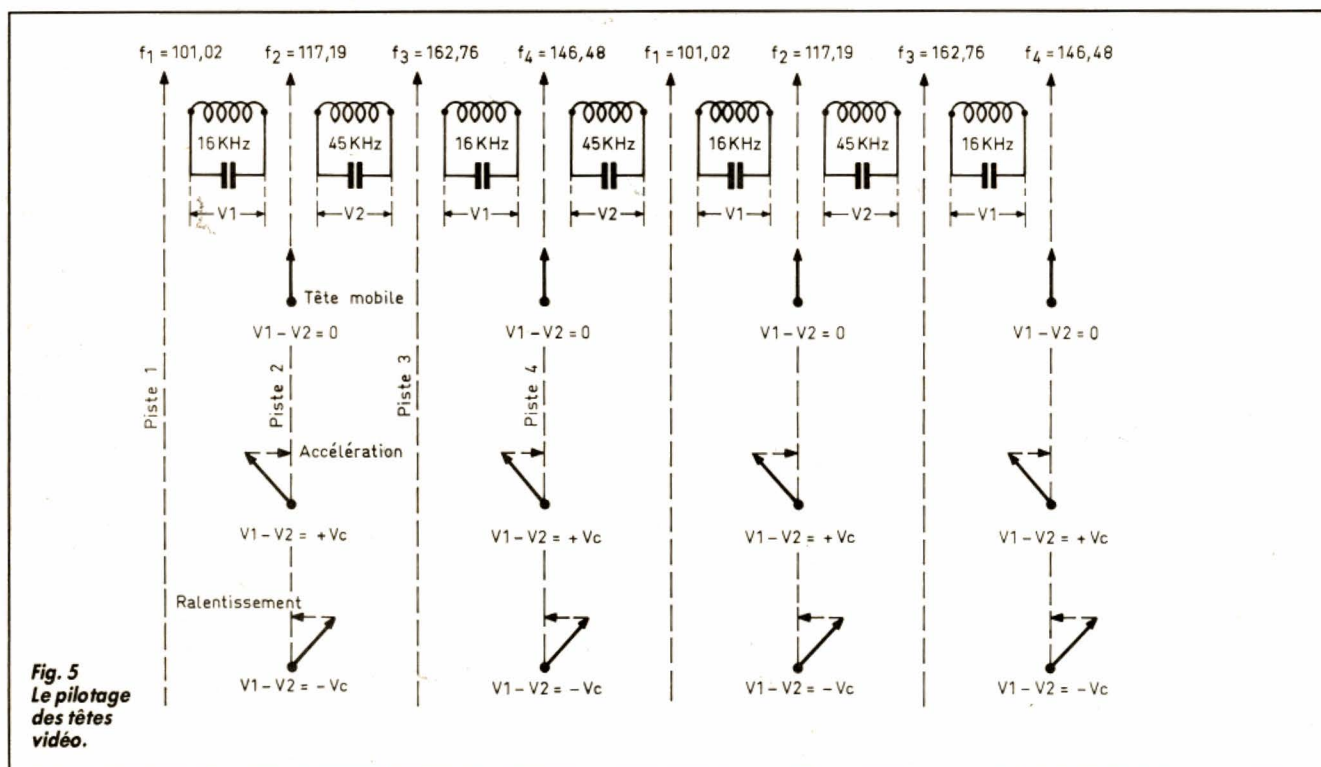 f1 = 101,02 f2 = 117,19 f3 = 162,76 f4 = 146,48 f1 = 101,02 f2 = 117,19 f3 = 162,76 f4 = 146,48
16 KHz 45 KHz 16 KHz 45 KHz 16 KHz 45 KHz 16 KHz
V1 V2 V1 V2 V1 V2 V1
Tête mobile
V1 – V2 = 0 V1 – V2 = 0 V1 – V2 = 0 V1 – V2 = 0
Piste 1 Piste 2 Piste 3 Piste 4
Accélération
V1 – V2 = + Vc V1 – V2 = + Vc V1 – V2 = + Vc V1 – V2 = + Vc
Ralentissement
V1 – V2 = – Vc V1 – V2 = – Vc V1 – V2 = – Vc V1 – V2 = – Vc
Fig. 5
Le pilotage
des têtes
vidéo.